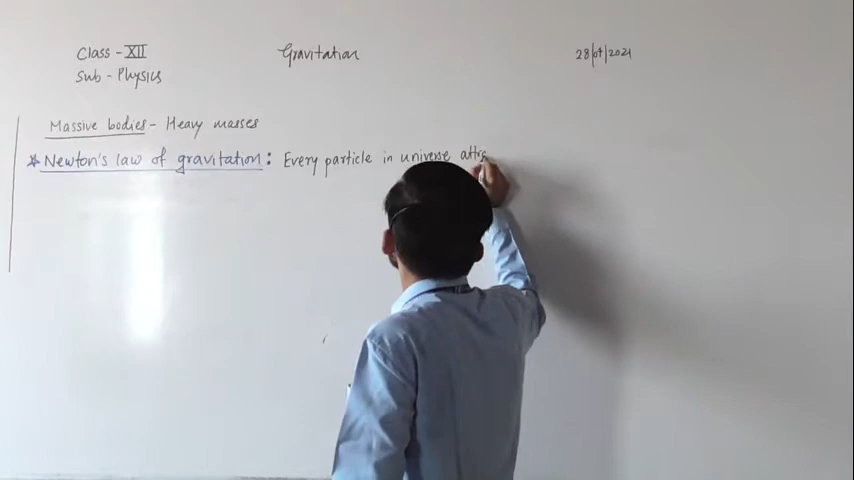 Class - XII Gravitation 28/07/2021
Sub - Physics
Massive bodies - Heavy masses
* Newton's law of gravitation : Every particle in universe